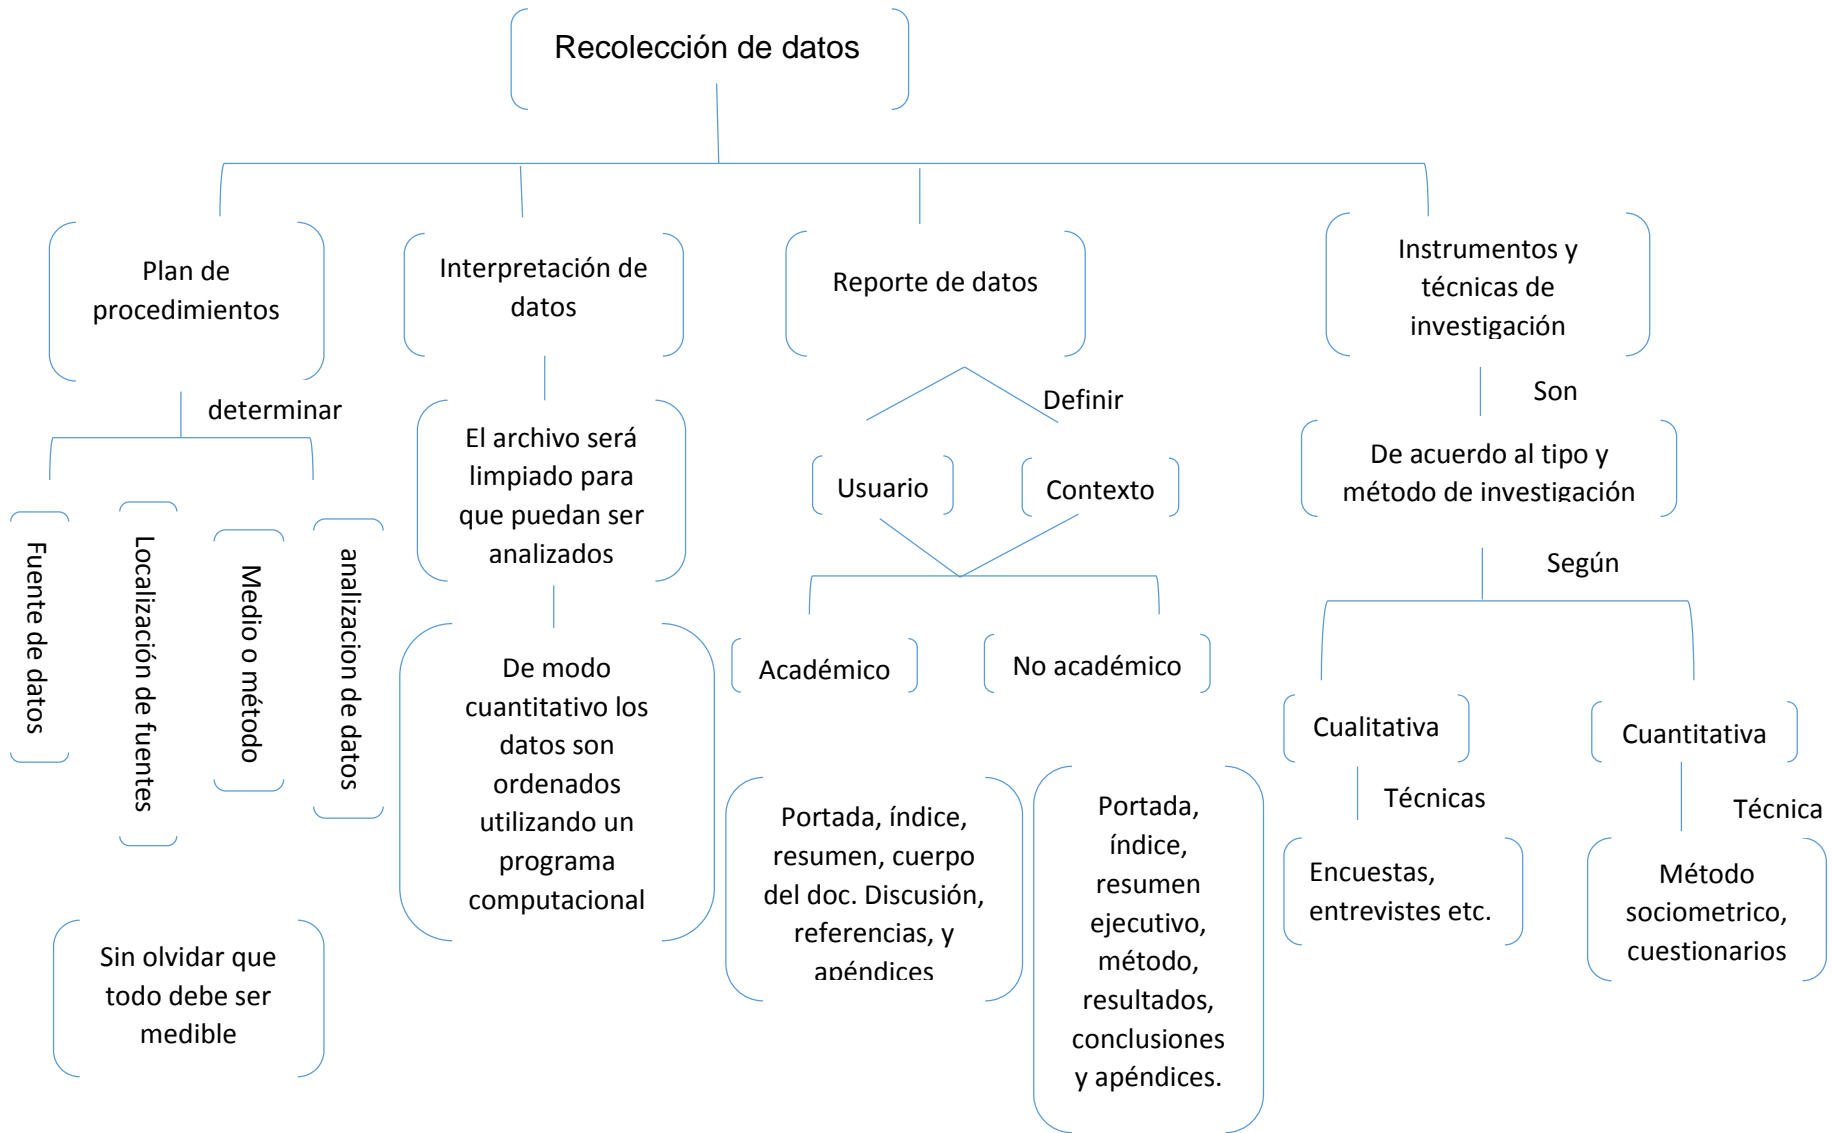 Recolección de datos
Plan de
procedimientos
determinar
Fuente de datos
Localización de fuentes
Medio o método
analizacion de datos
Sin olvidar que
todo debe ser
medible
Interpretación de
datos
El archivo será
limpiado para
que puedan ser
analizados
De modo
cuantitativo los
datos son
ordenados
utilizando un
programa
computacional
Reporte de datos
Definir
Usuario
Contexto
Académico
No académico
Portada, índice,
resumen, cuerpo
del doc. Discusión,
referencias, y
apéndices
Portada,
índice,
resumen
ejecutivo,
método,
resultados,
conclusiones
y apéndices.
Instrumentos y
técnicas de
investigación
Son
De acuerdo al tipo y
método de investigación
Según
Cualitativa
Técnicas
Encuestas,
entrevistes etc.
Cuantitativa
Técnica
Método
sociometrico,
cuestionarios